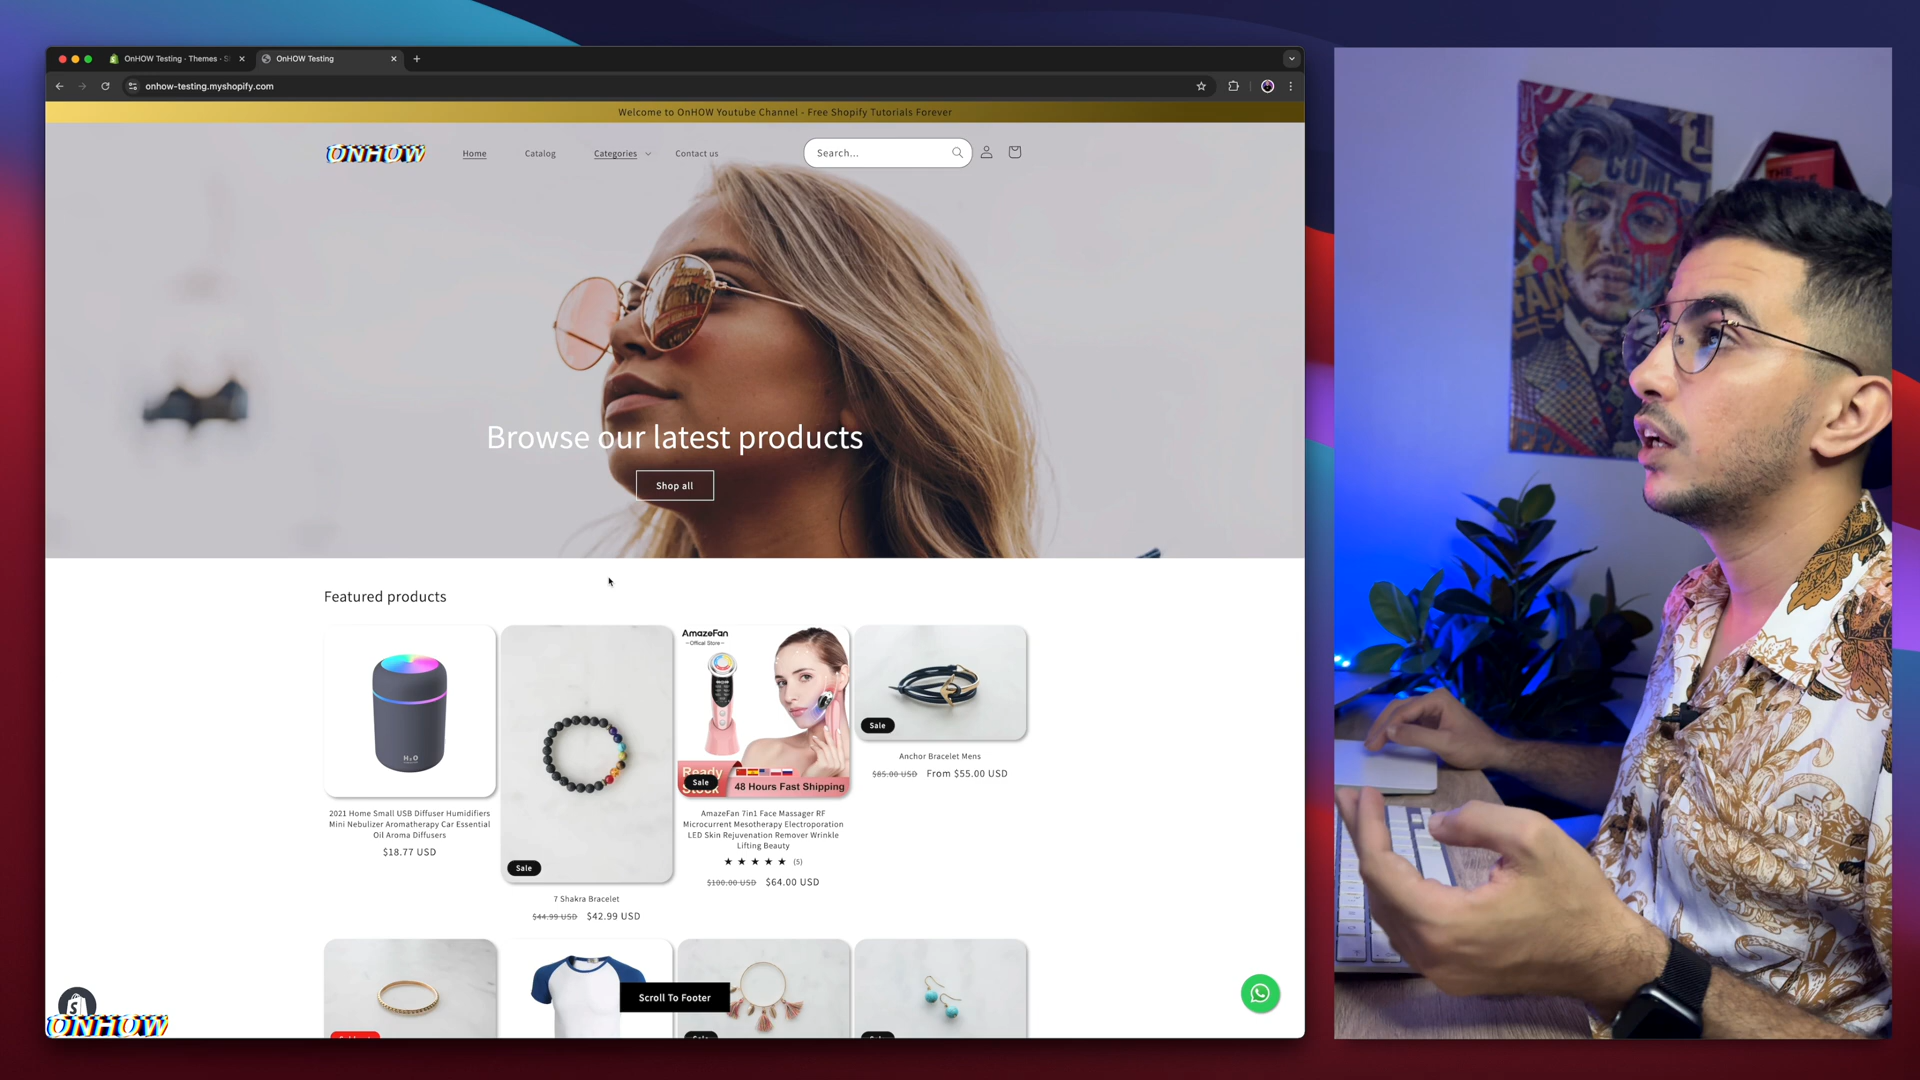 OnHOW Testing · Themes · S
OnHOW Testing
onhow-testing.myshopify.com
Welcome to OnHOW Youtube Channel - Free Shopify Tutorials Forever
ONHOW
Home
Catalog
Categories
Contact us
Search...
Browse our latest products
Shop all
Featured products
H₂O
2021 Home Small USB Diffuser Humidifiers
Mini Nebulizer Aromatherapy Car Essential
Oil Aroma Diffusers
$18.77 USD
Sale
7 Shakra Bracelet
$44.99 USD $42.99 USD
AmazeFan
—Official Store—
Ready
Stock
Sale
48 Hours Fast Shipping
AmazeFan 7in1 Face Massager RF
Microcurrent Mesotherapy Electroporation
LED Skin Rejuvenation Remover Wrinkle
Lifting Beauty
★ ★ ★ ★ ★ (5)
$100.00 USD $64.00 USD
Sale
Anchor Bracelet Mens
$85.00 USD From $55.00 USD
Scroll To Footer
ONHOW
COME
FAN
THE